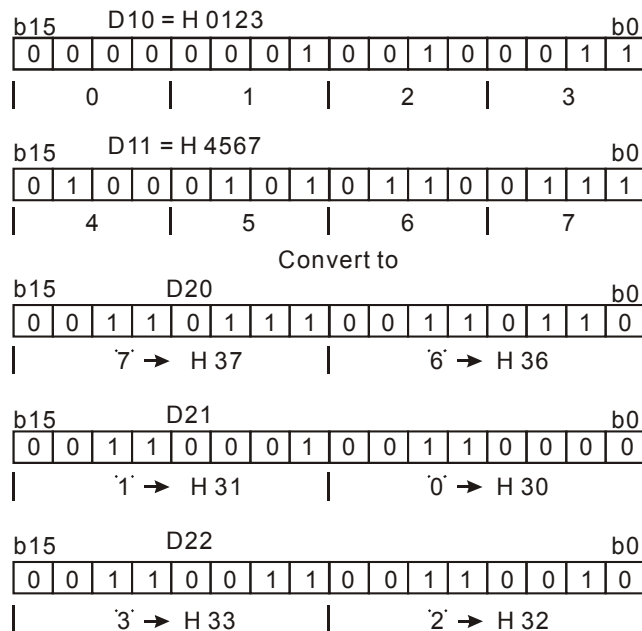 D10 = H 0123
b15 b0
0 0 0 0 0 0 0 1 0 0 1 0 0 0 1 1
0 1 2 3
D11 = H 4567
b15 b0
0 1 0 0 0 1 0 1 0 1 1 0 0 1 1 1
4 5 6 7
Convert to
b15 D20 b0
0 0 1 1 0 1 1 1 0 0 1 1 0 1 1 0
'7' → H 37 '6' → H 36
b15 D21 b0
0 0 1 1 0 0 0 1 0 0 1 1 0 0 0 0
'1' → H 31 '0' → H 30
b15 D22 b0
0 0 1 1 0 0 1 1 0 0 1 1 0 0 1 0
'3' → H 33 '2' → H 32